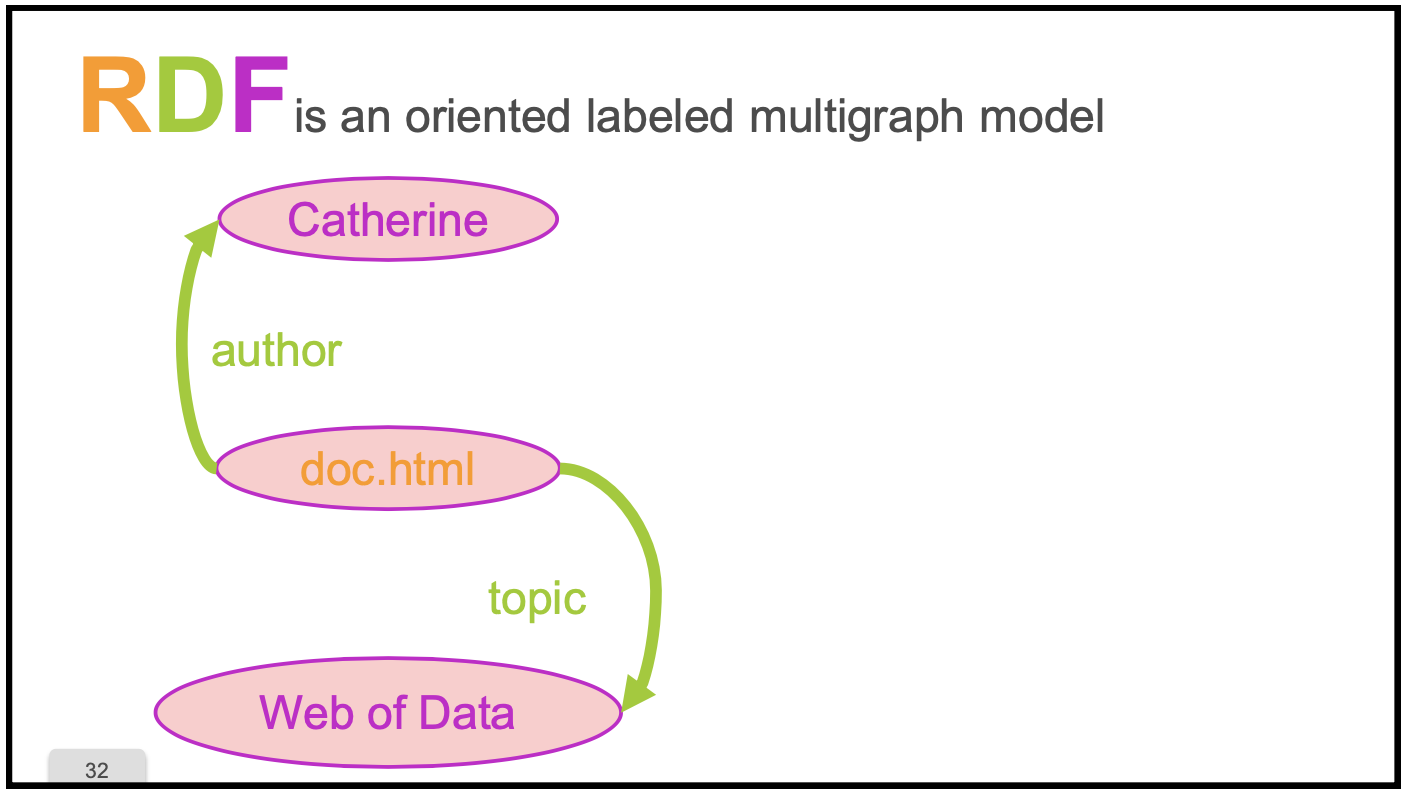 RDF is an oriented labeled multigraph model
Catherine
author
doc.html
topic
Web of Data
32